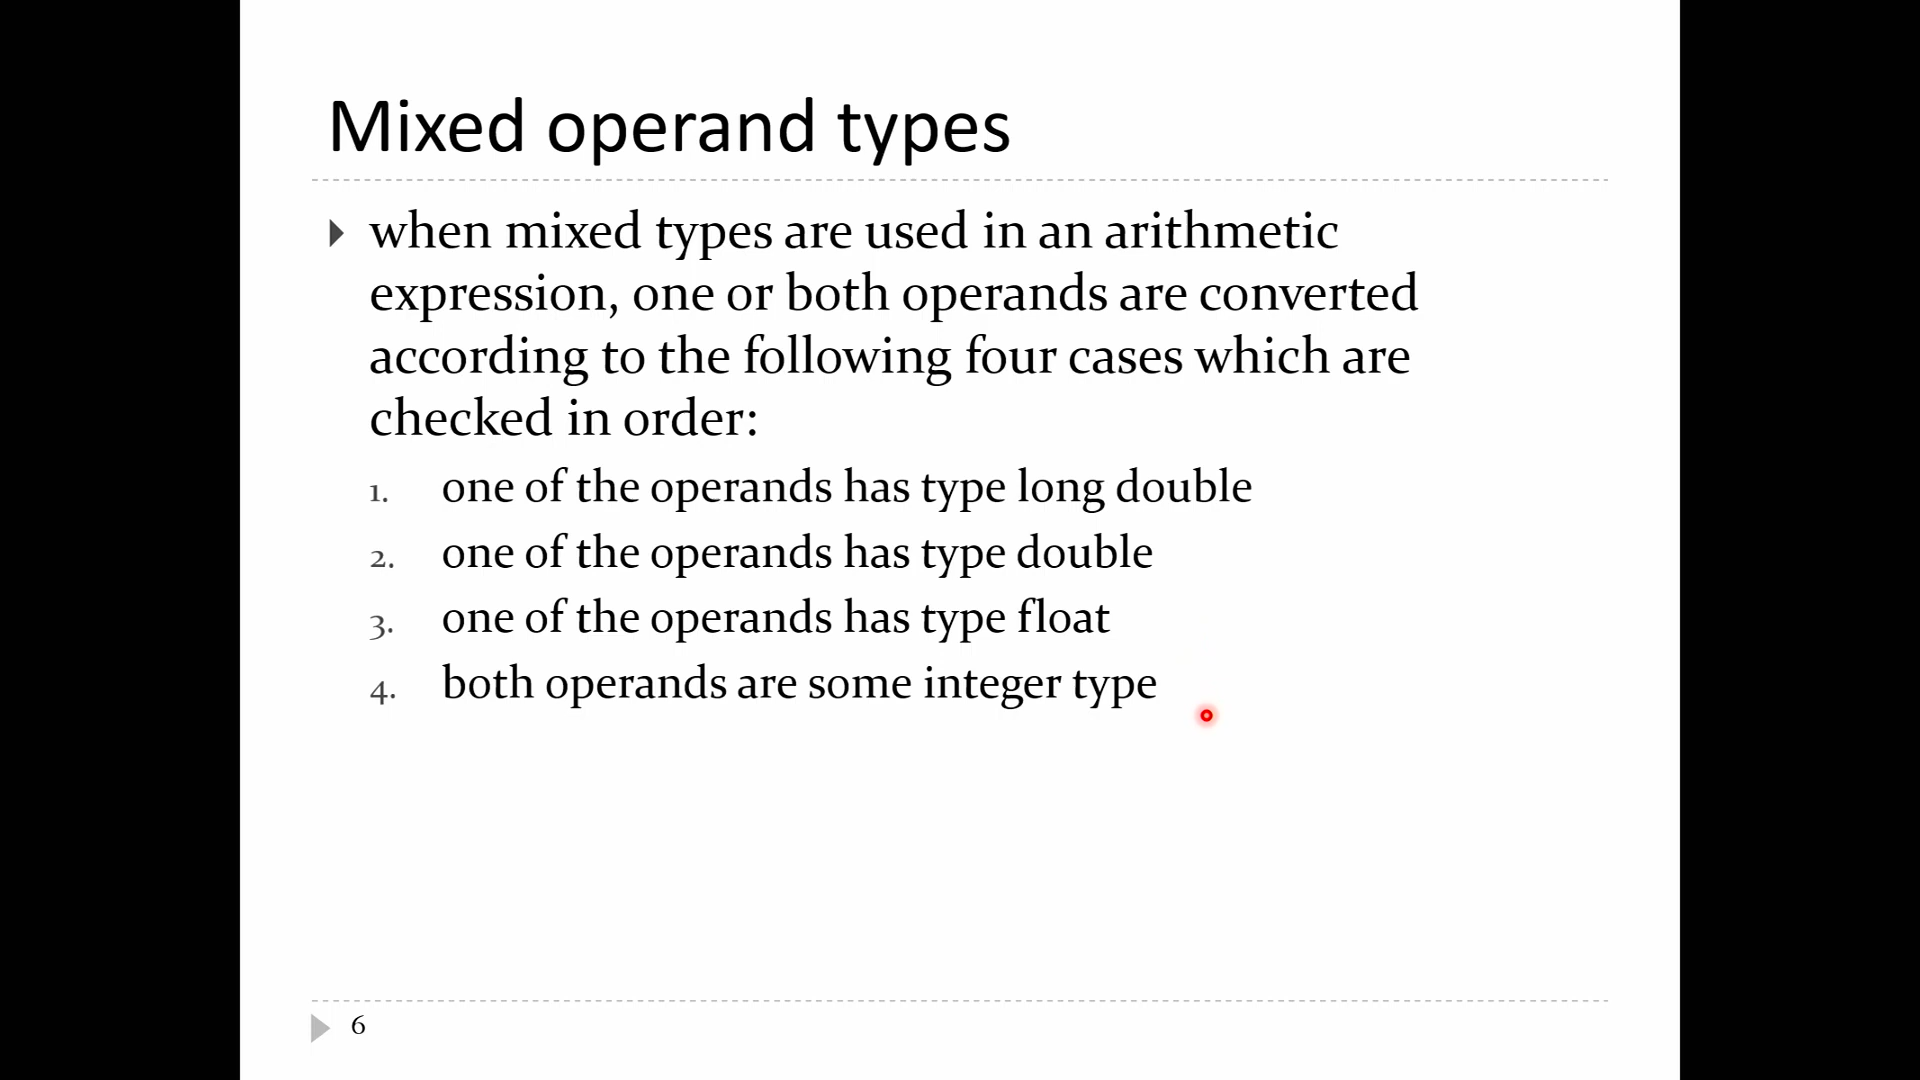 Mixed operand types
when mixed types are used in an arithmetic
expression, one or both operands are converted
according to the following four cases which are
checked in order:
1. one of the operands has type long double
2. one of the operands has type double
3. one of the operands has type float
4. both operands are some integer type
6